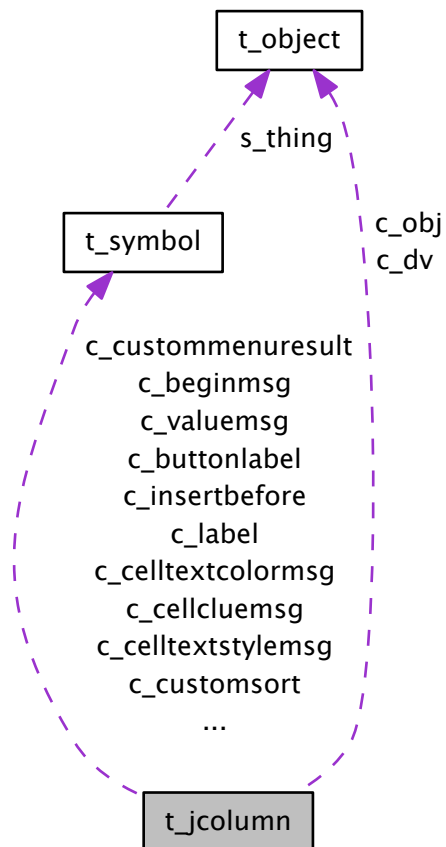 t_object
s_thing
t_symbol
c_obj
c_dv
c_custommenuresult
c_beginmsg
c_valuemsg
c_buttonlabel
c_insertbefore
c_label
c_celltextcolormsg
c_cellcluemsg
c_celltextstylemsg
c_customsort
...
t_jcolumn